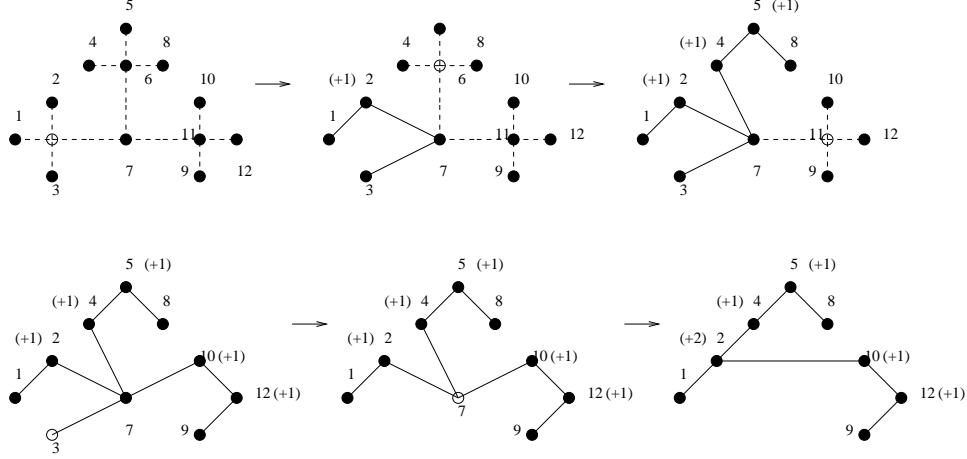 5 5 5 (+1)
4 8 4 8 (+1) 4 8
6 6
2 10 (+1) 2 10 (+1) 2 10
1 11 1 11 12 1 11 12
7 9 12 7 9 7 9
3 3 3
5 (+1) 5 (+1) 5 (+1)
(+1) 4 8 (+1) 4 8 (+1) 4 8
(+1) 2 10 (+1) (+1) 2 10 (+1) (+2) 2 10 (+1)
1 12 (+1) 1 12 (+1) 1 12 (+1)
7 9 7 9 9
3